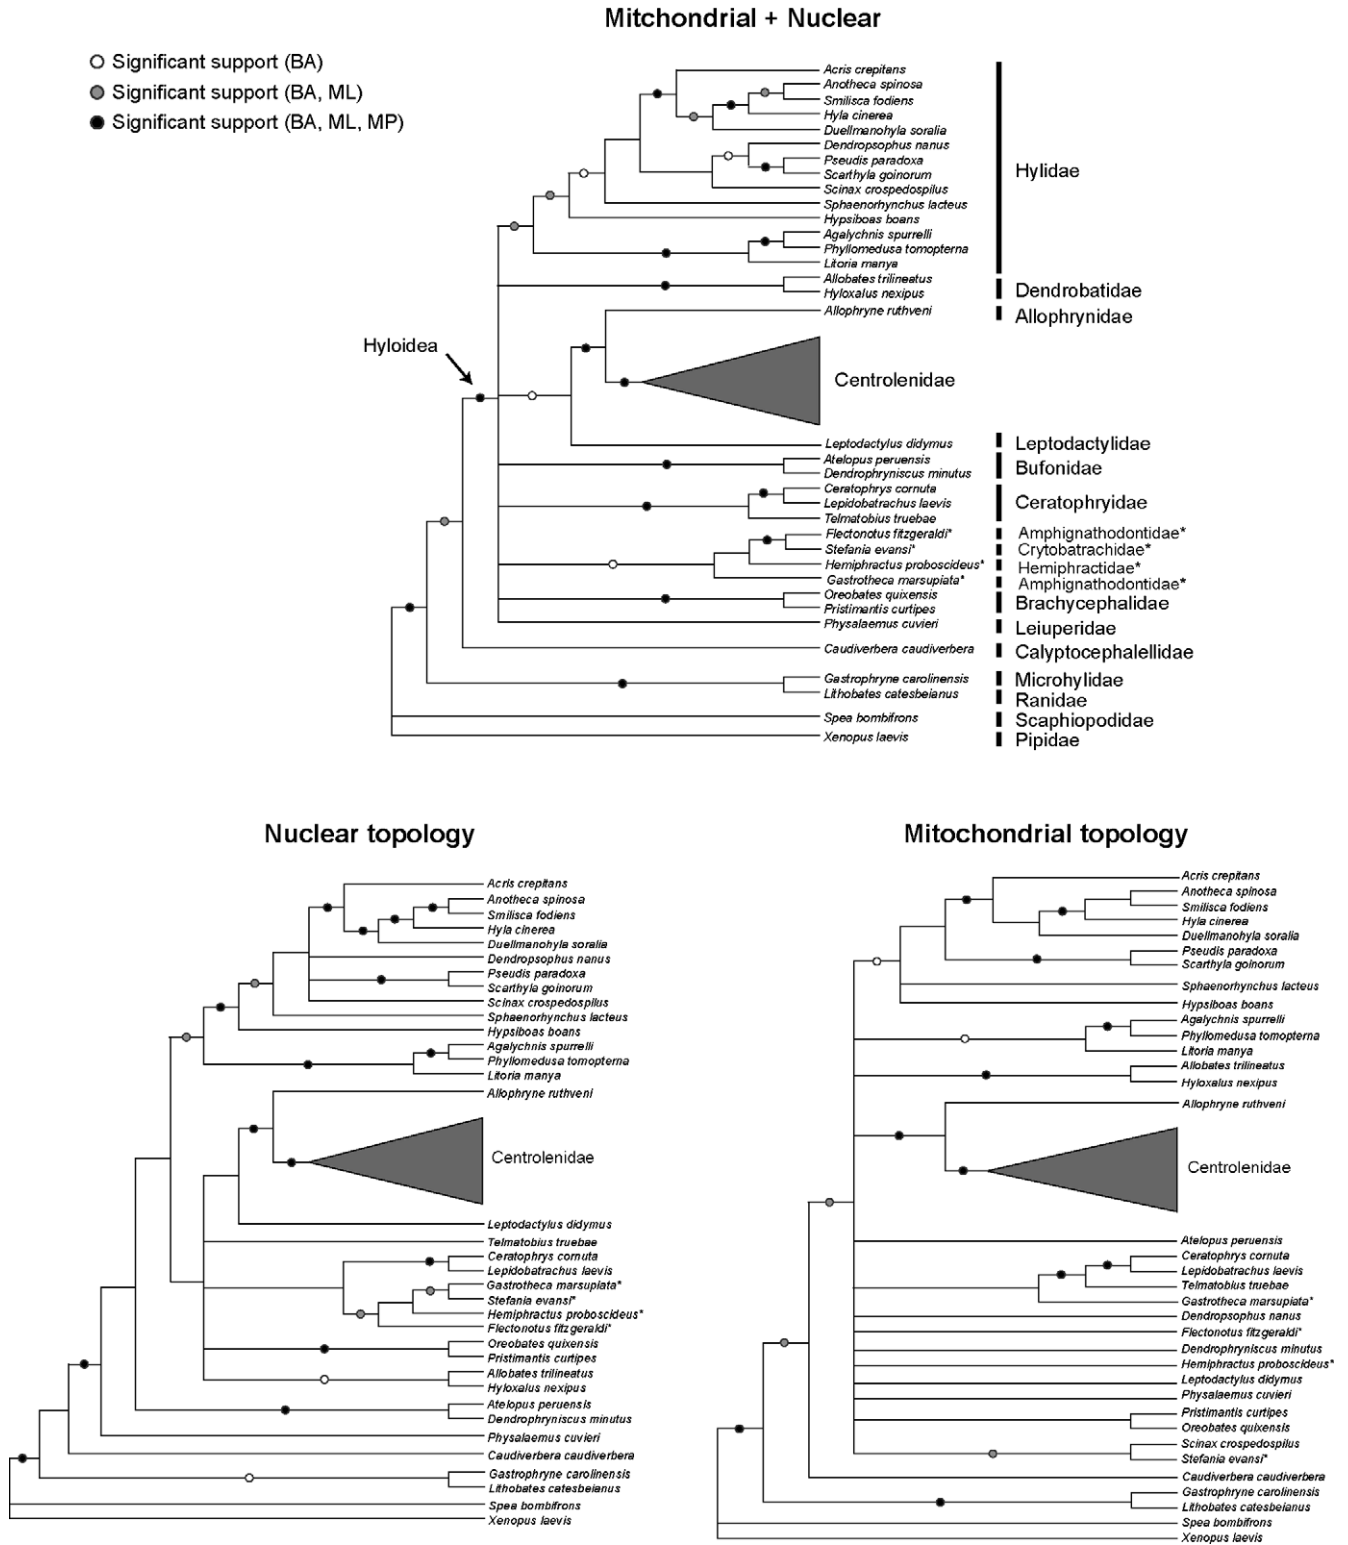 Mitchondrial + Nuclear
Significant support (BA)
Significant support (BA, ML)
Significant support (BA, ML, MP)
Acris crepitans
Anotheca spinosa
Smilisca fodiens
Hyla cinerea
Duellmanohyla soralia
Dendropsophus nanus
Pseudis paradoxa
Scarthyla goinorum
Scinax crospedospilus
Sphaenorhynchus lacteus
Hypsiboas boans
Agalychnis spurrelli
Phyllomedusa tomopterna
Litoria manya
Allobates trilineatus
Hyloxalus nexipus
Allophryne ruthveni
Hylidae
Dendrobatidae
Allophrynidae
Hyloidea
Centrolenidae
Leptodactylus didymus
Atelopus peruensis
Dendrophryniscus minutus
Ceratophrys cornuta
Lepidobatrachus laevis
Telmatobius truebae
Flectonotus fitzgeraldi*
Stefania evansi*
Hemiphractus proboscideus*
Gastrotheca marsupiata*
Oreobates quixensis
Pristimantis curtipes
Physalaemus cuvieri
Caudiverbera caudiverbera
Gastrophryne carolinensis
Lithobates catesbeianus
Spea bombifrons
Xenopus laevis
Leptodactylidae
Bufonidae
Ceratophryidae
Amphignathodontidae*
Crytobatrachidae*
Hemiphractidae*
Amphignathodontidae*
Brachycephalidae
Leiuperidae
Calyptocephalellidae
Microhylidae
Ranidae
Scaphiopodidae
Pipidae
Nuclear topology
Acris crepitans
Anotheca spinosa
Smilisca fodiens
Hyla cinerea
Duellmanohyla soralia
Dendropsophus nanus
Pseudis paradoxa
Scarthyla goinorum
Scinax crospedospilus
Sphaenorhynchus lacteus
Hypsiboas boans
Agalychnis spurrelli
Phyllomedusa tomopterna
Litoria manya
Allophryne ruthveni
Centrolenidae
Leptodactylus didymus
Telmatobius truebae
Ceratophrys cornuta
Lepidobatrachus laevis
Gastrotheca marsupiata*
Stefania evansi*
Hemiphractus proboscideus*
Flectonotus fitzgeraldi*
Oreobates quixensis
Pristimantis curtipes
Allobates trilineatus
Hyloxalus nexipus
Atelopus peruensis
Dendrophryniscus minutus
Physalaemus cuvieri
Caudiverbera caudiverbera
Gastrophryne carolinensis
Lithobates catesbeianus
Spea bombifrons
Xenopus laevis
Mitochondrial topology
Acris crepitans
Anotheca spinosa
Smilisca fodiens
Hyla cinerea
Duellmanohyla soralia
Pseudis paradoxa
Scarthyla goinorum
Sphaenorhynchus lacteus
Hypsiboas boans
Agalychnis spurrelli
Phyllomedusa tomopterna
Litoria manya
Allobates trilineatus
Hyloxalus nexipus
Allophryne ruthveni
Centrolenidae
Atelopus peruensis
Ceratophrys cornuta
Lepidobatrachus laevis
Telmatobius truebae
Gastrotheca marsupiata*
Dendropsophus nanus
Flectonotus fitzgeraldi*
Dendrophryniscus minutus
Hemiphractus proboscideus*
Leptodactylus didymus
Physalaemus cuvieri
Pristimantis curtipes
Oreobates quixensis
Scinax crospedospilus
Stefania evansi*
Caudiverbera caudiverbera
Gastrophryne carolinensis
Lithobates catesbeianus
Spea bombifrons
Xenopus laevis